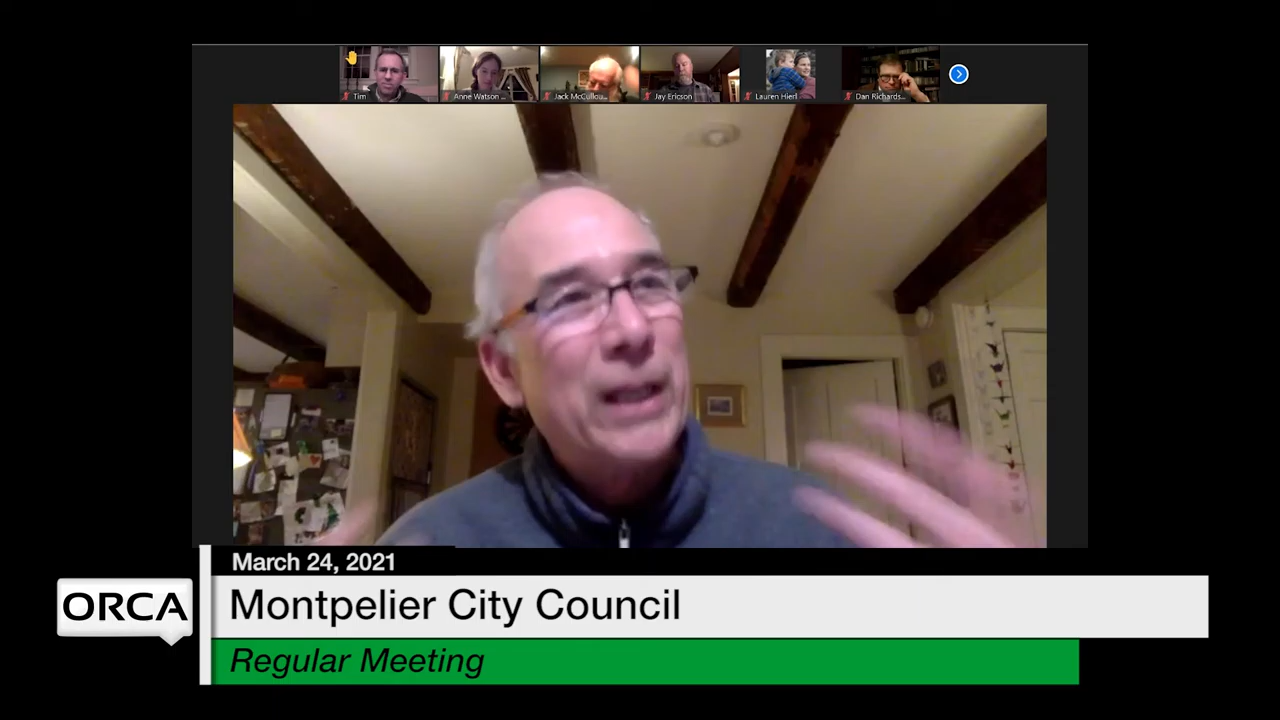 Tim
Anne Watson ...
Jack McCullou...
Jay Ericson
Lauren Hierl
Dan Richards...
March 24, 2021
ORCA
Montpelier City Council
Regular Meeting